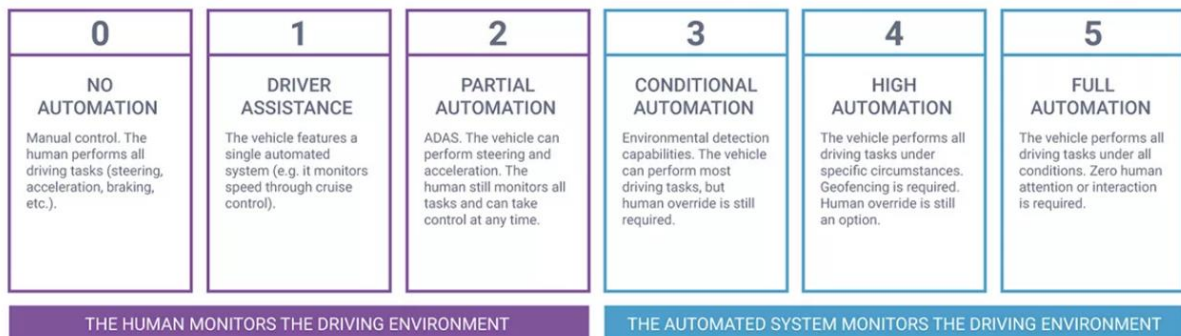 0
NO
AUTOMATION
Manual control. The
human performs all
driving tasks (steering,
acceleration, braking,
etc.).
1
DRIVER
ASSISTANCE
The vehicle features a
single automated
system (e.g. it monitors
speed through cruise
control).
2
PARTIAL
AUTOMATION
ADAS. The vehicle can
perform steering and
acceleration. The
human still monitors all
tasks and can take
control at any time.
3
CONDITIONAL
AUTOMATION
Environmental detection
capabilities. The vehicle
can perform most
driving tasks, but
human override is still
required.
4
HIGH
AUTOMATION
The vehicle performs all
driving tasks under
specific circumstances.
Geofencing is required.
Human override is still
an option.
5
FULL
AUTOMATION
The vehicle performs all
driving tasks under all
conditions. Zero human
attention or interaction
is required.
THE HUMAN MONITORS THE DRIVING ENVIRONMENT
THE AUTOMATED SYSTEM MONITORS THE DRIVING ENVIRONMENT